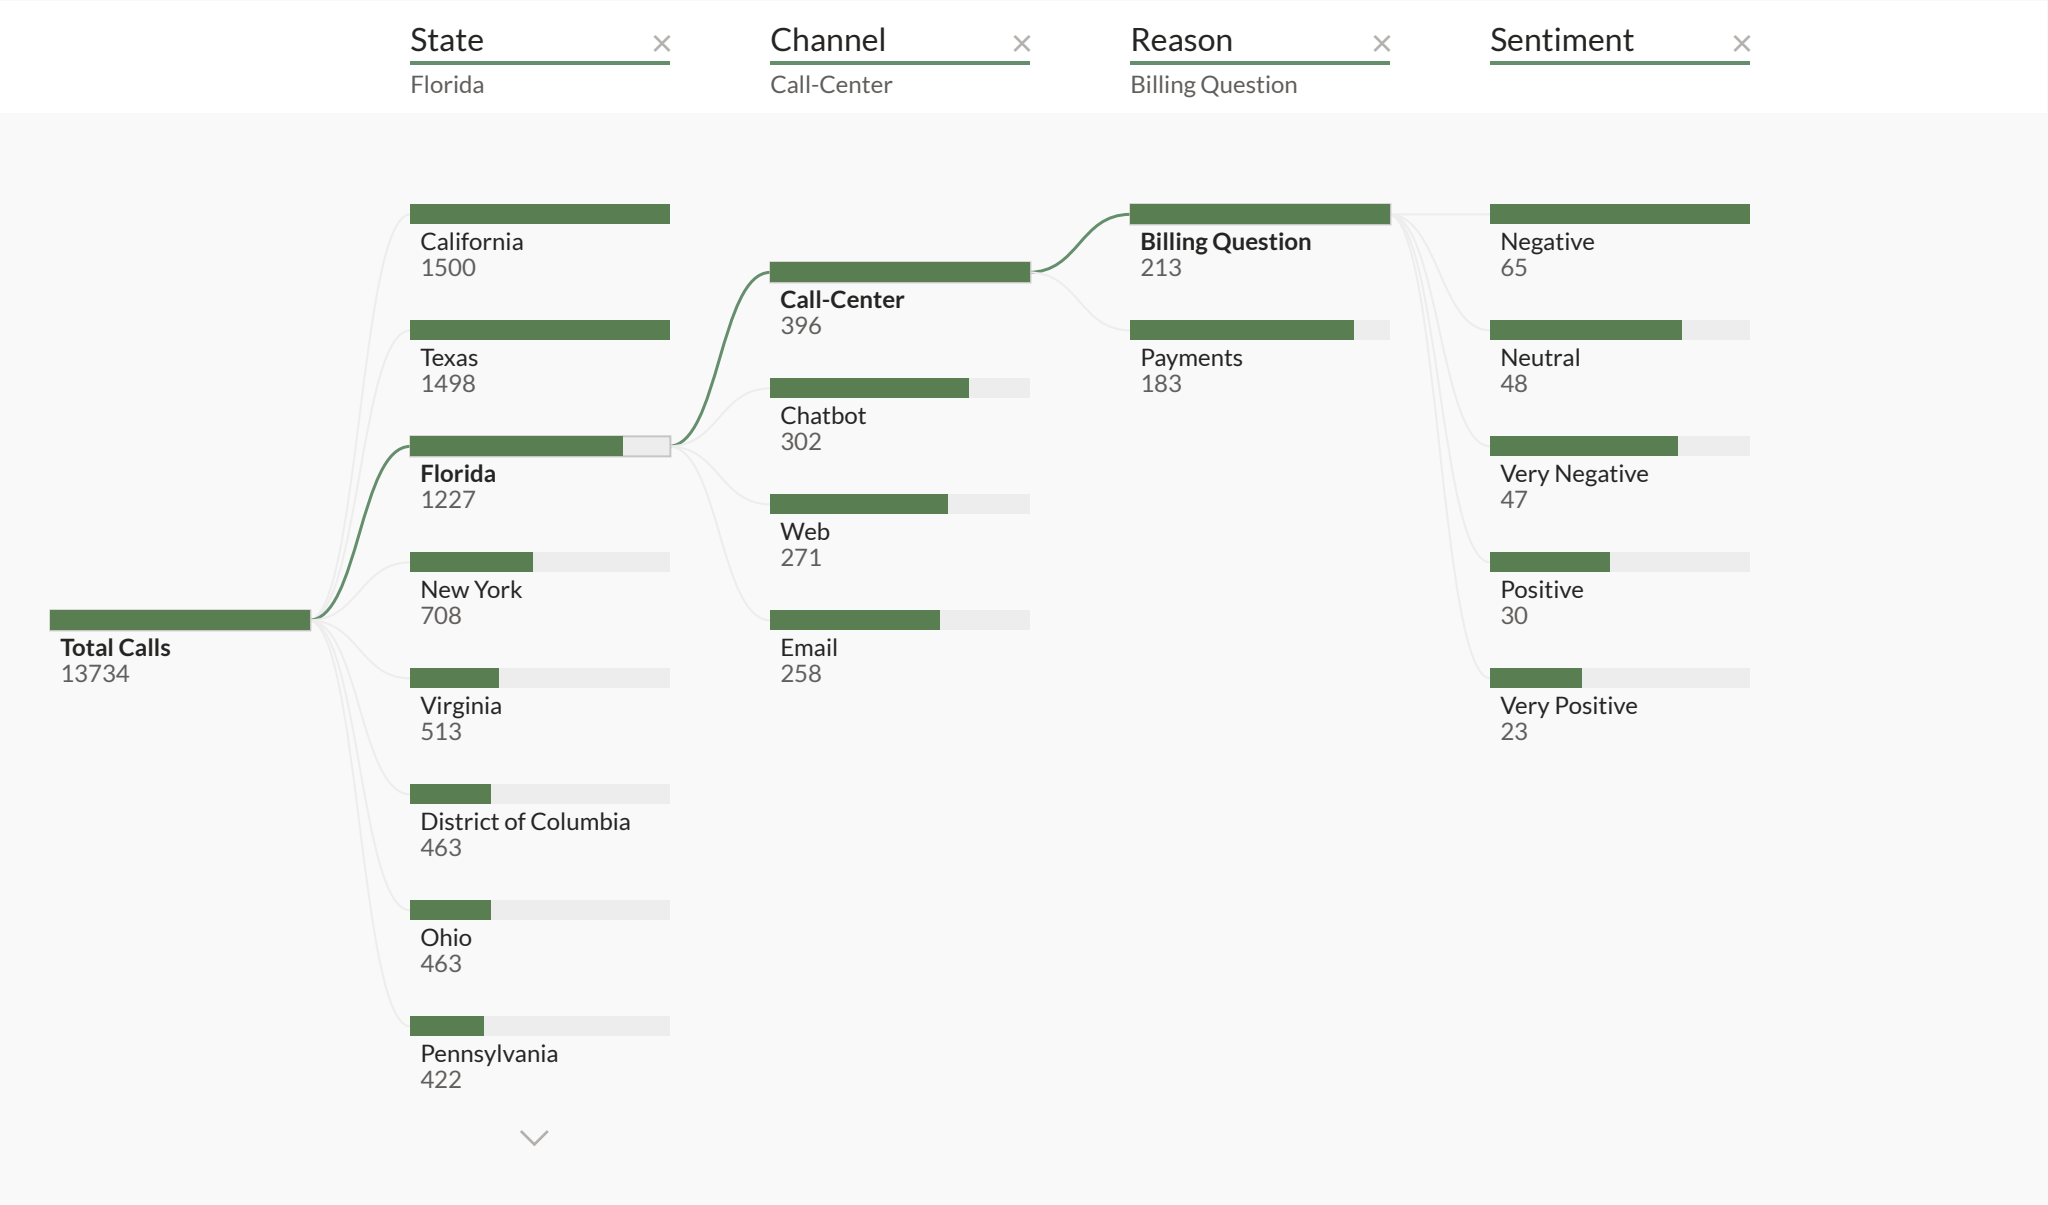 State
Channel
Reason
Sentiment
Florida
Call-Center
Billing Question
Total Calls
13734
California
1500
Texas
1498
Florida
1227
New York
708
Virginia
513
District of Columbia
463
Ohio
463
Pennsylvania
422
Call-Center
396
Chatbot
302
Web
271
Email
258
Billing Question
213
Payments
183
Negative
65
Neutral
48
Very Negative
47
Positive
30
Very Positive
23